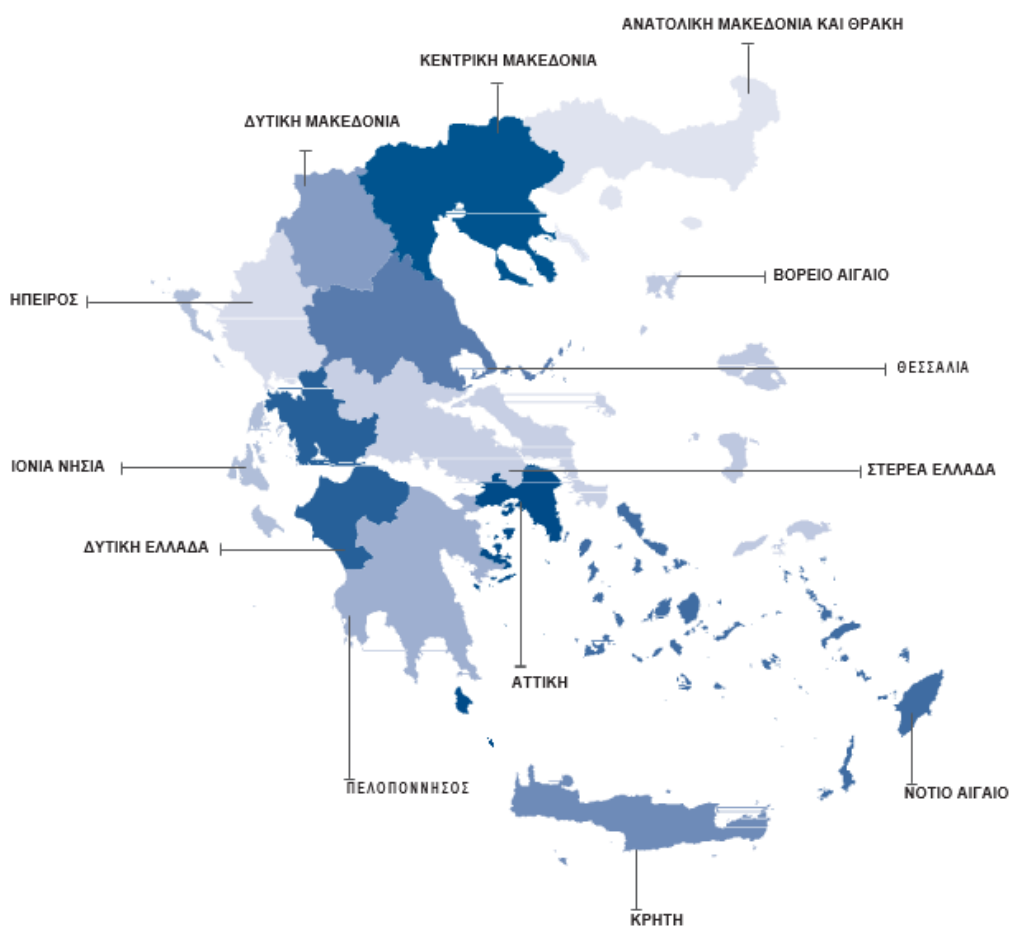 ΑΝΑΤΟΛΙΚΗ ΜΑΚΕΔΟΝΙΑ ΚΑΙ ΘΡΑΚΗ
ΚΕΝΤΡΙΚΗ ΜΑΚΕΔΟΝΙΑ
ΔΥΤΙΚΗ ΜΑΚΕΔΟΝΙΑ
ΒΟΡΕΙΟ ΑΙΓΑΙΟ
ΗΠΕΙΡΟΣ
ΘΕΣΣΑΛΙΑ
ΙΟΝΙΑ ΝΗΣΙΑ
ΣΤΕΡΕΑ ΕΛΛΑΔΑ
ΔΥΤΙΚΗ ΕΛΛΑΔΑ
ΑΤΤΙΚΗ
ΠΕΛΟΠΟΝΝΗΣΟΣ
ΝΟΤΙΟ ΑΙΓΑΙΟ
ΚΡΗΤΗ